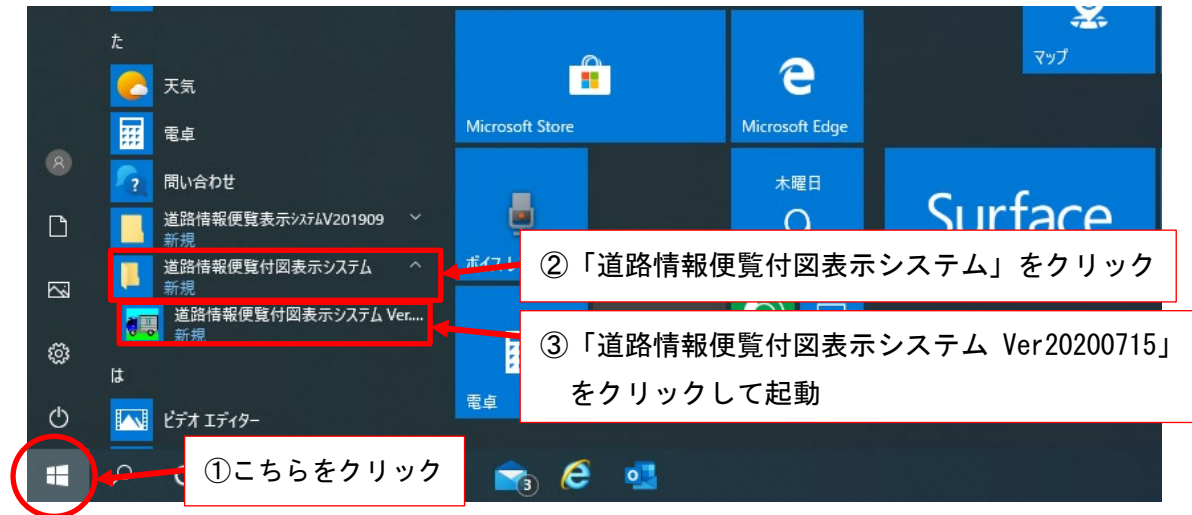 た
天気
電卓
問い合わせ
道路情報便覧表示ｼｽﾃﾑV201909
新規
道路情報便覧付図表示システム
新規
道路情報便覧付図表示システム Ver....
新規
は
ビデオ エディター
Microsoft Store
Microsoft Edge
マップ
木曜日
Surface
ボイス レ
電卓
②「道路情報便覧付図表示システム」をクリック
③「道路情報便覧付図表示システム Ver20200715」
をクリックして起動
①こちらをクリック
3